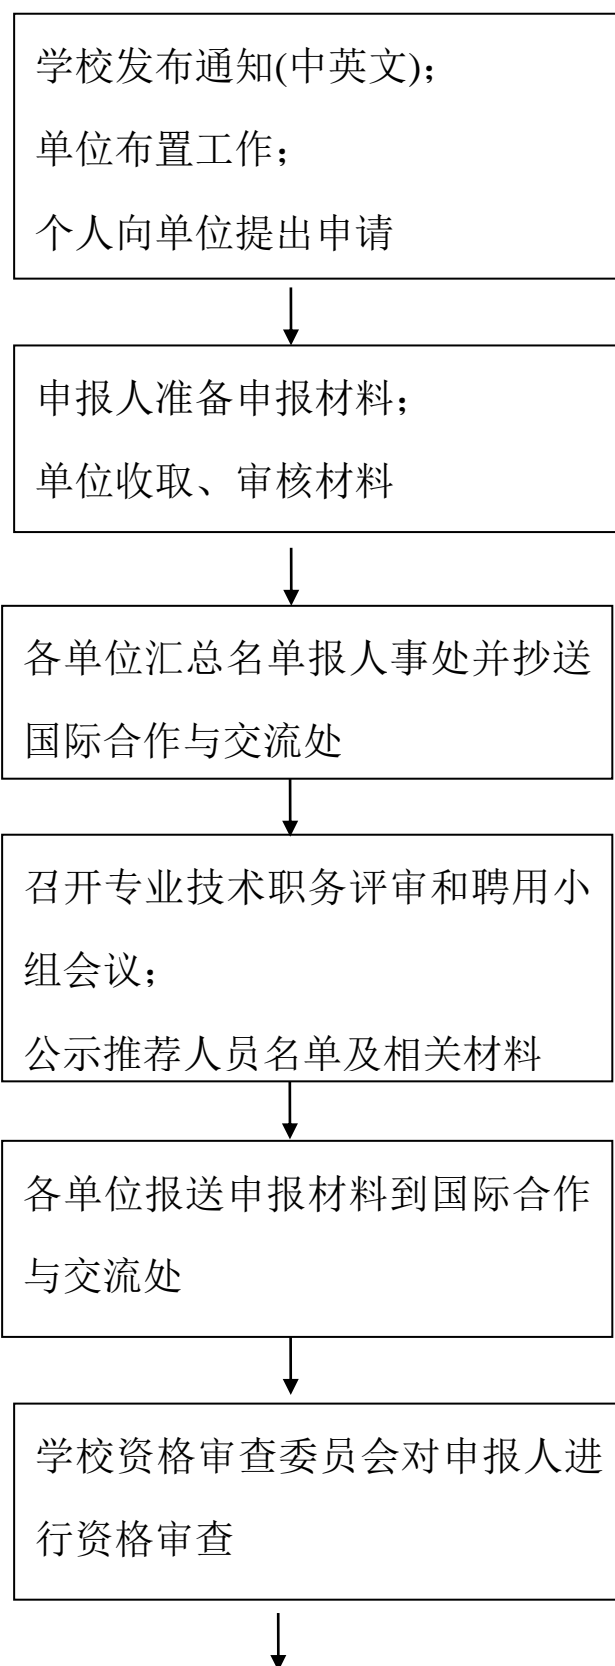 学校发布通知(中英文)；
单位布置工作；
个人向单位提出申请
申报人准备申报材料；
单位收取、审核材料
各单位汇总名单报人事处并抄送
国际合作与交流处
召开专业技术职务评审和聘用小
组会议；
公示推荐人员名单及相关材料
各单位报送申报材料到国际合作
与交流处
学校资格审查委员会对申报人进
行资格审查